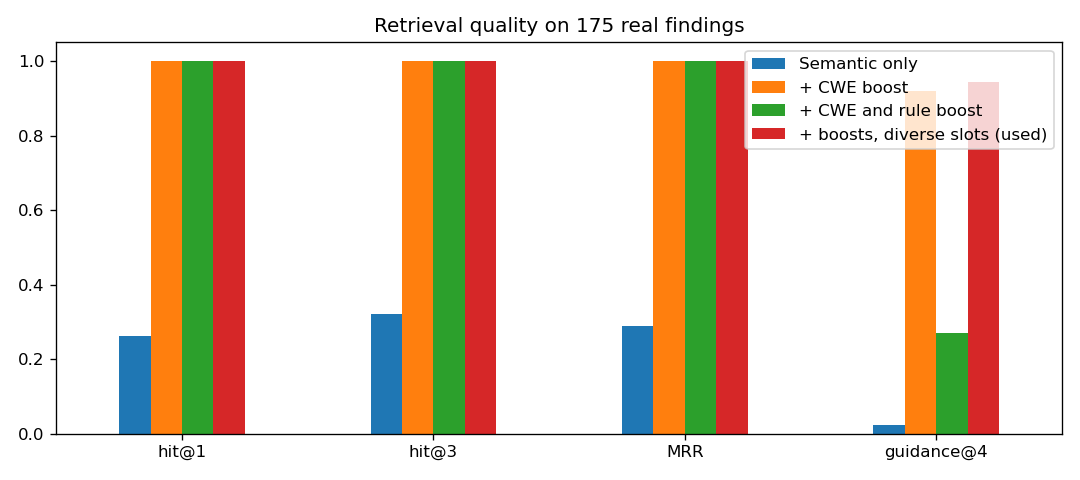 Retrieval quality on 175 real findings
1.0
0.8
0.6
0.4
0.2
0.0
Semantic only
+ CWE boost
+ CWE and rule boost
+ boosts, diverse slots (used)
hit@1 hit@3 MRR guidance@4